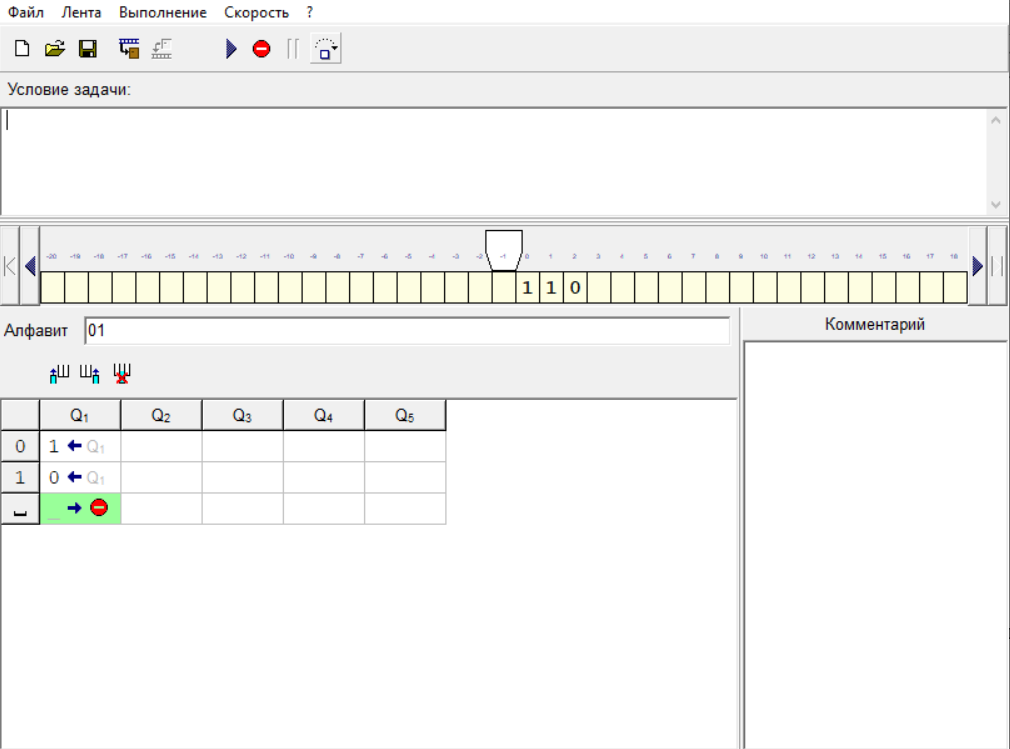 Файл Лента Выполнение Скорость ?
Условие задачи:
-20 -19 -18 -17 -16 -15 -14 -13 -12 -11 -10 -9 -8 -7 -6 -5 -4 -3 -2 -1 0 1 2 3 4 5 6 7 8 9 10 11 12 13 14 15 16 17 18
1 1 0
Алфавит 01
Комментарий
Q1 Q2 Q3 Q4 Q5
0 1 ← Q1
1 0 ← Q1
␣ _ →